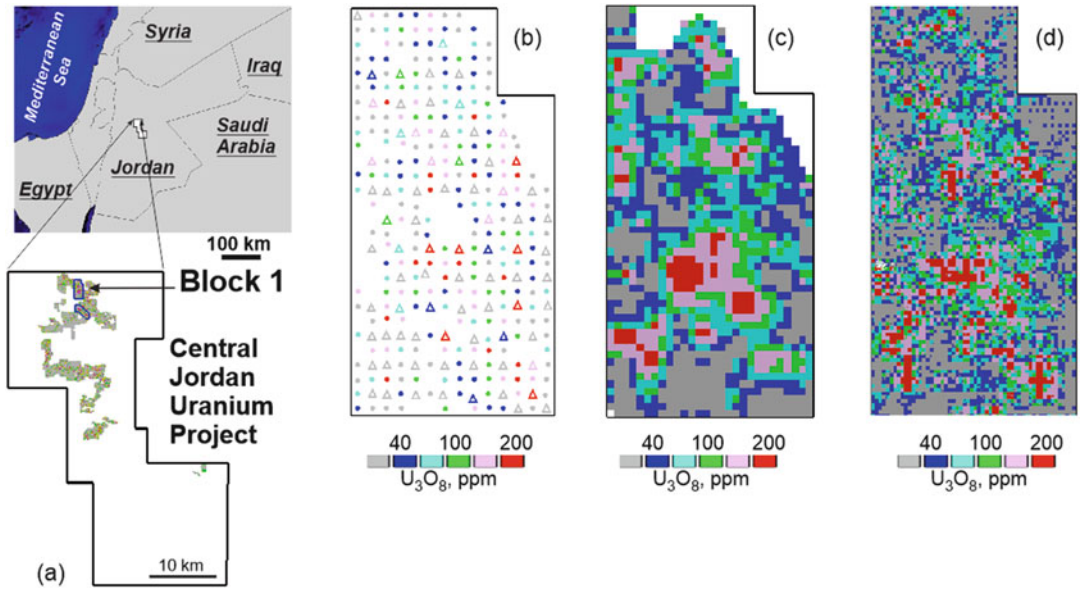 Mediterranean
Sea
Syria
Iraq
Saudi
Arabia
Jordan
Egypt
100 km
Block 1
Central
Jordan
Uranium
Project
10 km
(a)
(b)
40 100 200
U₃O₈, ppm
(c)
40 100 200
U₃O₈, ppm
(d)
40 100 200
U₃O₈, ppm